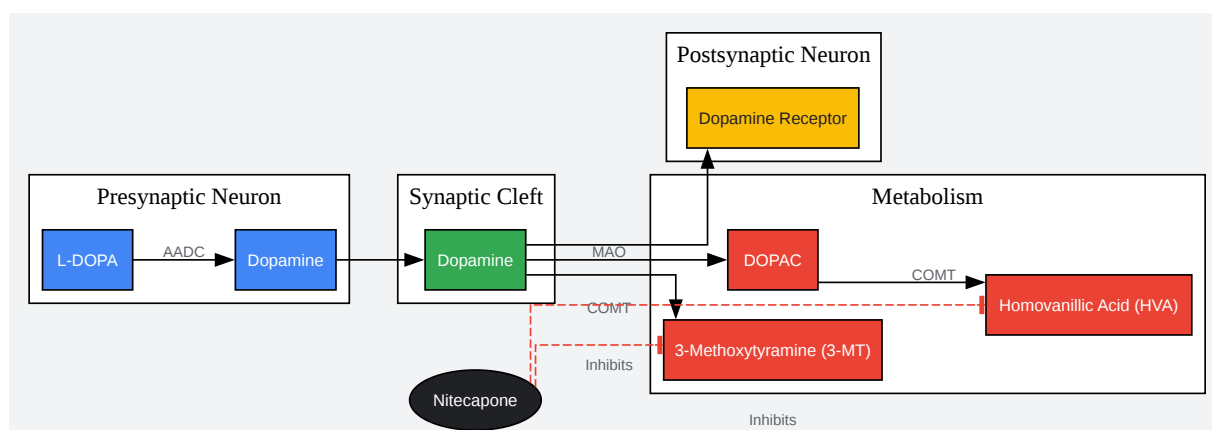 Postsynaptic Neuron
Dopamine Receptor
Presynaptic Neuron
Synaptic Cleft
Metabolism
L-DOPA
AADC
Dopamine
Dopamine
MAO
DOPAC
COMT
Homovanillic Acid (HVA)
COMT
3-Methoxytyramine (3-MT)
Inhibits
Nitecapone
Inhibits